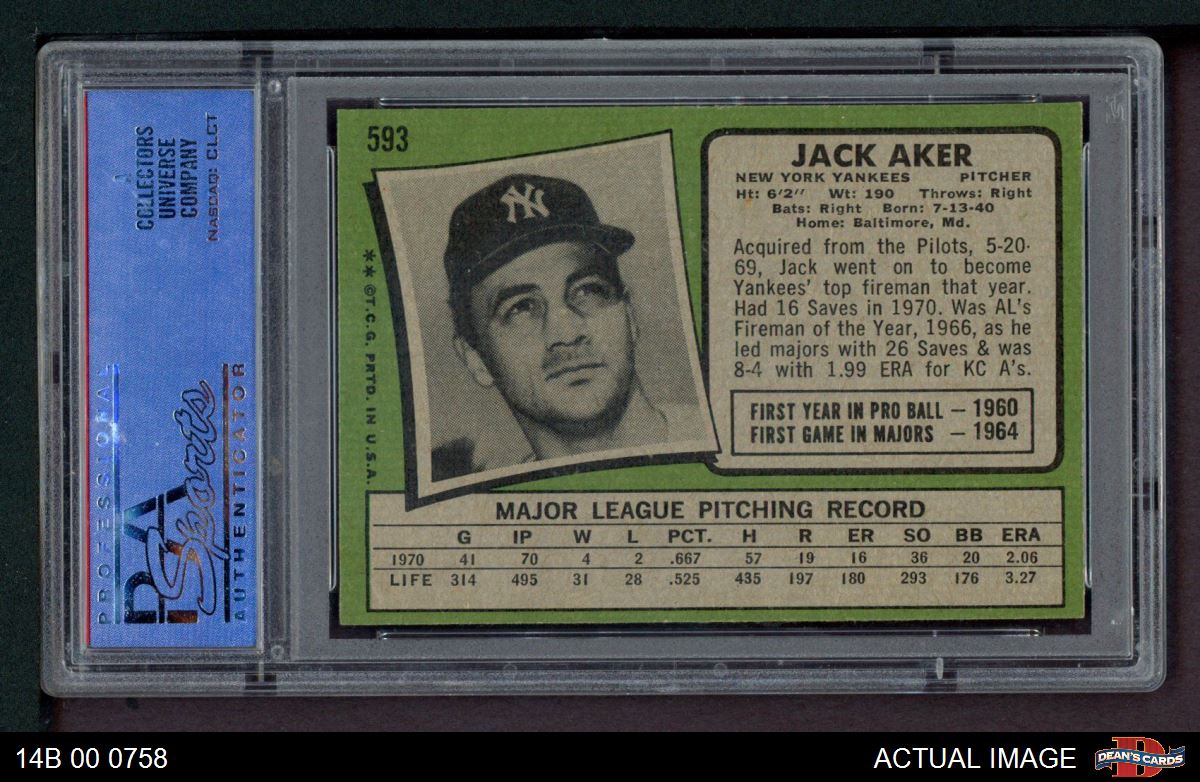 COLLECTORS
UNIVERSE
COMPANY
NASDAQ: CLCT
PROFESSIONAL
PSA
Sports
AUTHENTICATOR
593
NY
** ©T.C.G. PRTD. IN U.S.A.
JACK AKER
NEW YORK YANKEES PITCHER
Ht: 6'2" Wt: 190 Throws: Right
Bats: Right Born: 7-13-40
Home: Baltimore, Md.
Acquired from the Pilots, 5-20-
69, Jack went on to become
Yankees' top fireman that year.
Had 16 Saves in 1970. Was AL's
Fireman of the Year, 1966, as he
led majors with 26 Saves & was
8-4 with 1.99 ERA for KC A's.
FIRST YEAR IN PRO BALL — 1960
FIRST GAME IN MAJORS — 1964
MAJOR LEAGUE PITCHING RECORD
G IP W L PCT. H R ER SO BB ERA
1970 41 70 4 2 .667 57 19 16 36 20 2.06
LIFE 314 495 31 28 .525 435 197 180 293 176 3.27
14B 00 0758
ACTUAL IMAGE
D
DEAN'S CARDS